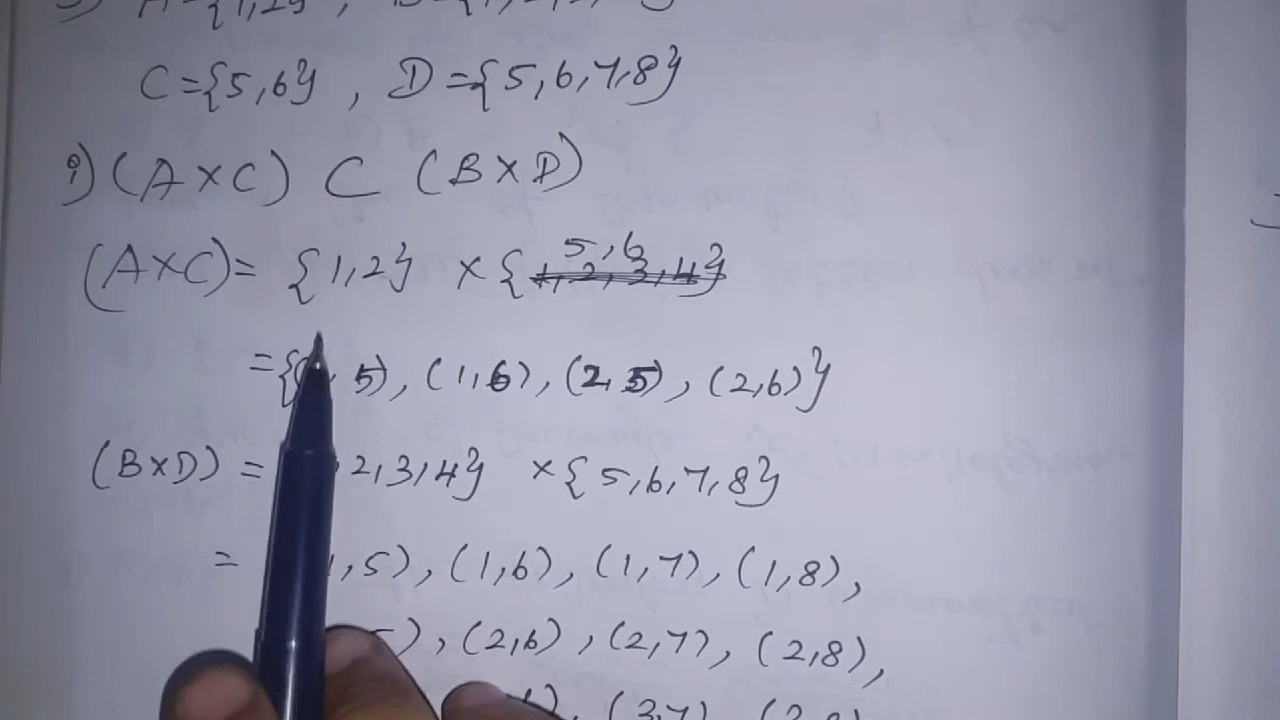 A={1,2}
C={5,6} , D={5,6,7,8}
i) (A×C) ⊂ (B×D)
(A×C)= {1,2} ×{5,6}
={ 5), (1,6), (2,5), (2,6)}
(B×D) = ,2,3,4} ×{5,6,7,8}
= 1,5), (1,6), (1,7), (1,8),
), (2,6), (2,7), (2,8),
(3,7)